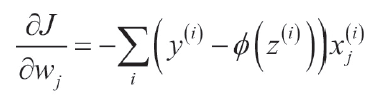 ∂J/∂w_j = −∑_i (y^(i) − ϕ(z^(i))) x_j^(i)